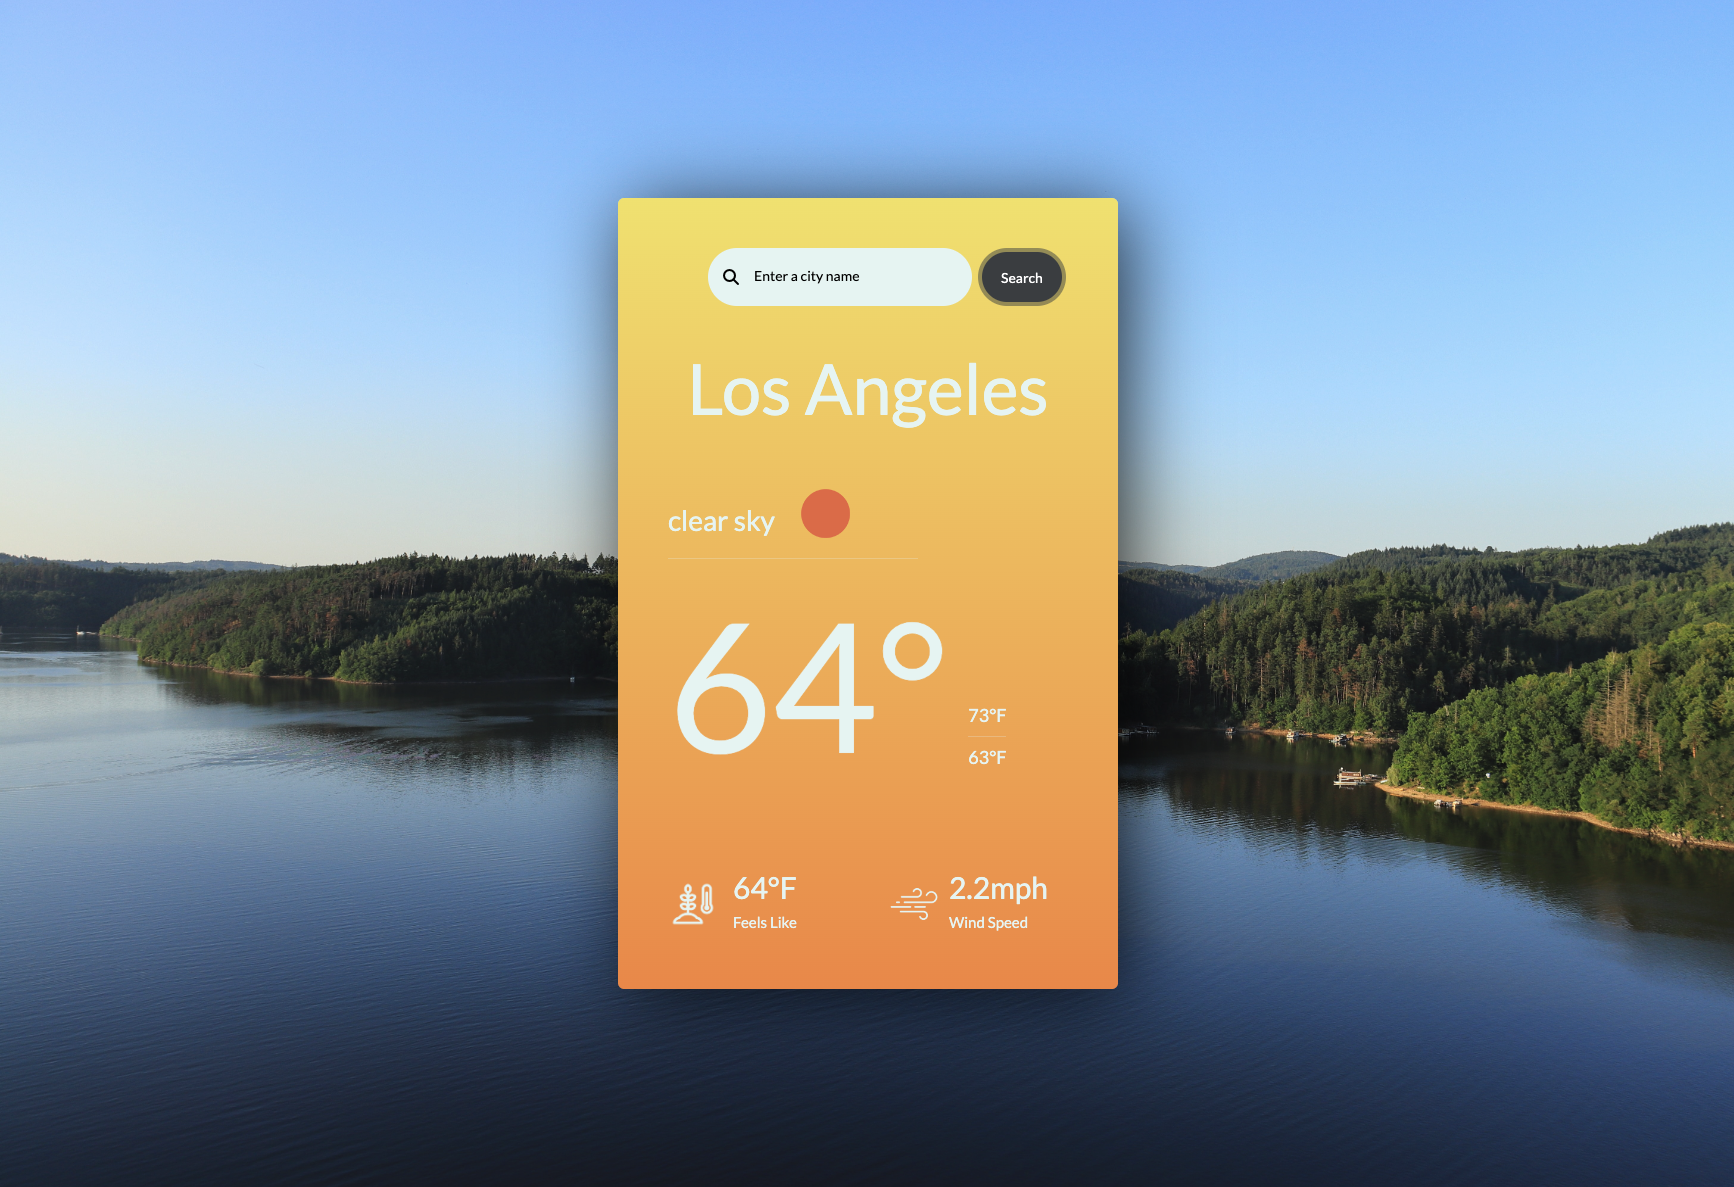 Enter a city name
Search
Los Angeles
clear sky
64°
73°F
63°F
64°F
Feels Like
2.2mph
Wind Speed